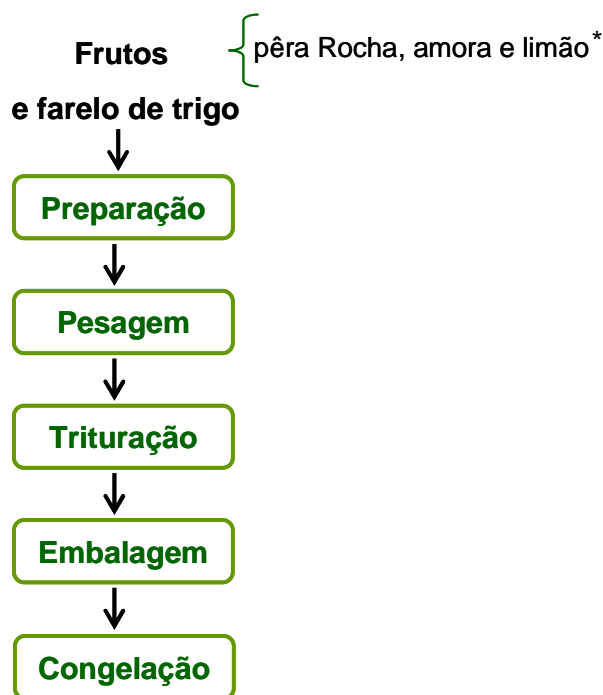 Frutos
pêra Rocha, amora e limão*
e farelo de trigo
Preparação
Pesagem
Trituração
Embalagem
Congelação